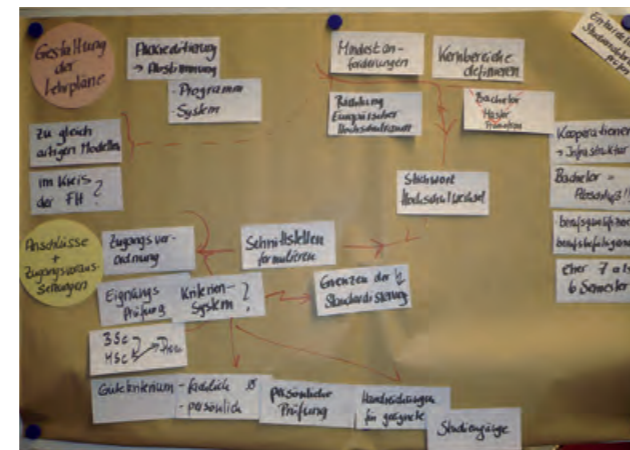 Gestaltung
der
Lehrpläne
Akkreditierung
→ Abstimmung
- Programm
- System
zu gleich
artigen Modellen
im Kreis
der FH ?
Mindestan-
forderungen
Kernbereiche
definieren
Richtung
Europäischer
Hochschulraum
Bachelor
Master
Promotion
Stichwort
Hochschulwechsel
Kooperationen
→ Infrastruktur
Bachelor =
Abschluß!!
eher 7 als
6 Semester
Anschlüsse
+
Zugangsvoraus-
setzungen
Zugangsver-
ordnung
Schnittstellen
formulieren
Eignungs
Prüfung
Kriterien-
System ?
Grenzen der
Standardisierung
BSc
MSc
Gütekriterium
- fachlich Ø
- persönlich
persönliche
Prüfung
Handreichungen
für geeignete
Studiengänge